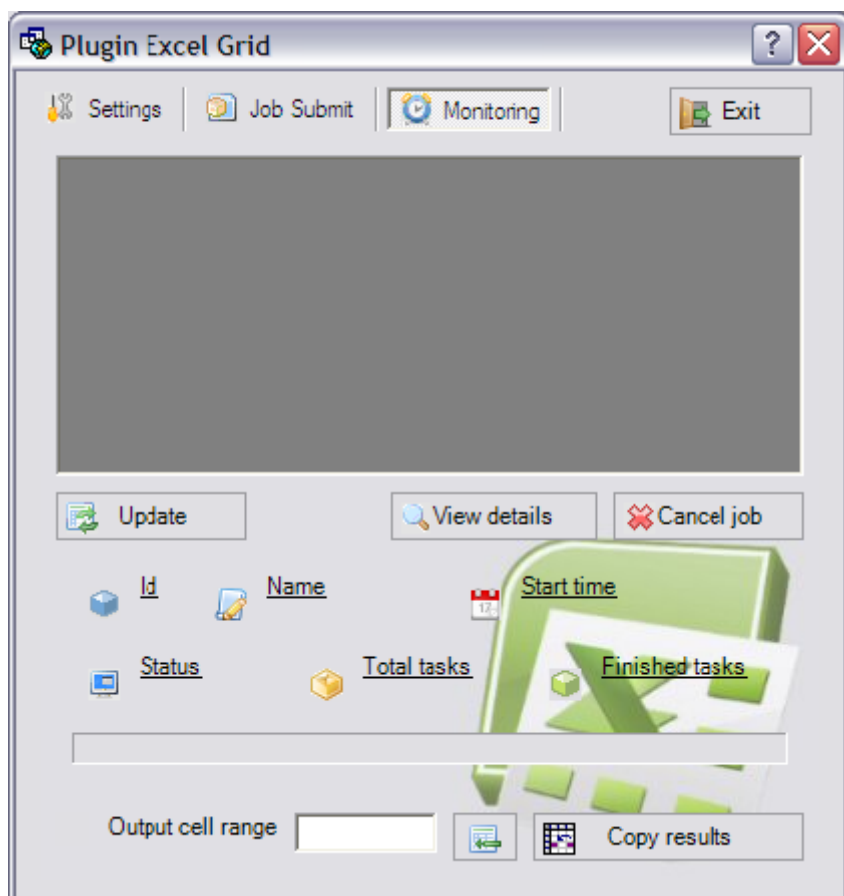 Plugin Excel Grid
Settings Job Submit Monitoring Exit
Update View details Cancel job
Id Name Start time
Status Total tasks Finished tasks
Output cell range Copy results